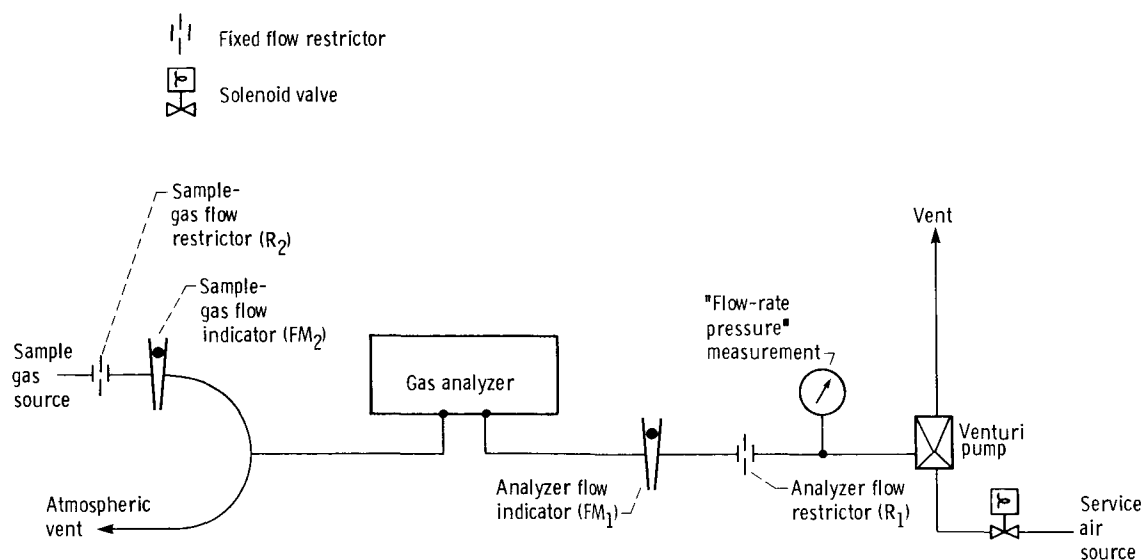 Fixed flow restrictor
Solenoid valve
Sample-
gas flow
restrictor (R2)
Sample-
gas flow
indicator (FM2)
Sample
gas
source
Atmospheric
vent
Gas analyzer
Analyzer flow
indicator (FM1)
"Flow-rate
pressure"
measurement
Analyzer flow
restrictor (R1)
Vent
Venturi
pump
Service
air
source